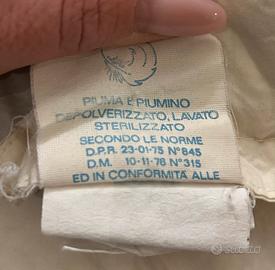 PIUMA E PIUMINO
DEPOLVERIZZATO, LAVATO
STERILIZZATO
SECONDO LE NORME
D.P.R. 23-01-75 N°845
D.M. 10-11-76 N°315
ED IN CONFORMITÀ ALLE
subito